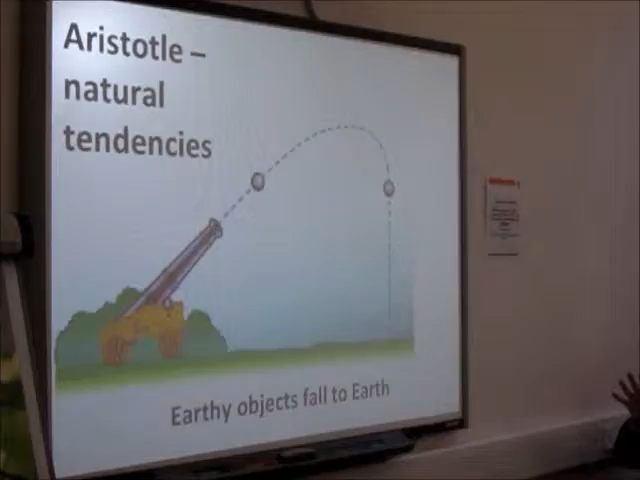 Aristotle –
natural
tendencies
Earthy objects fall to Earth